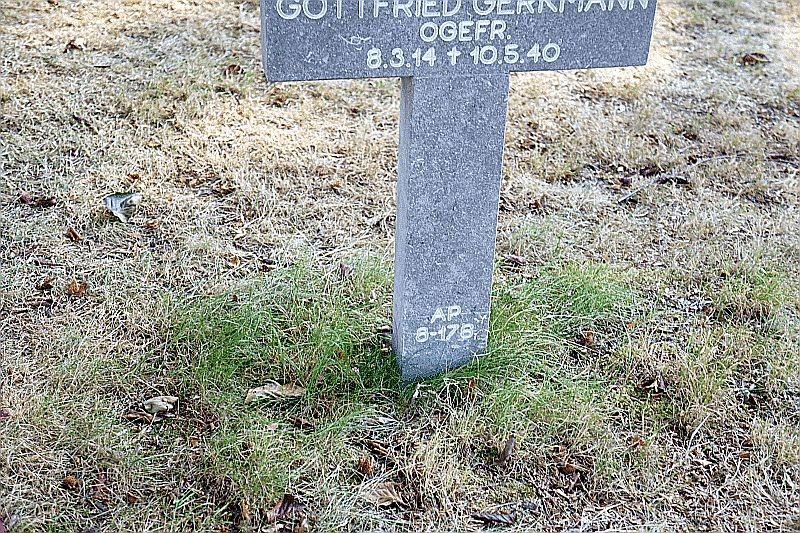 GOTTFRIED GERKMANN
OGEFR.
8.3.14 † 10.5.40
AP
6-178